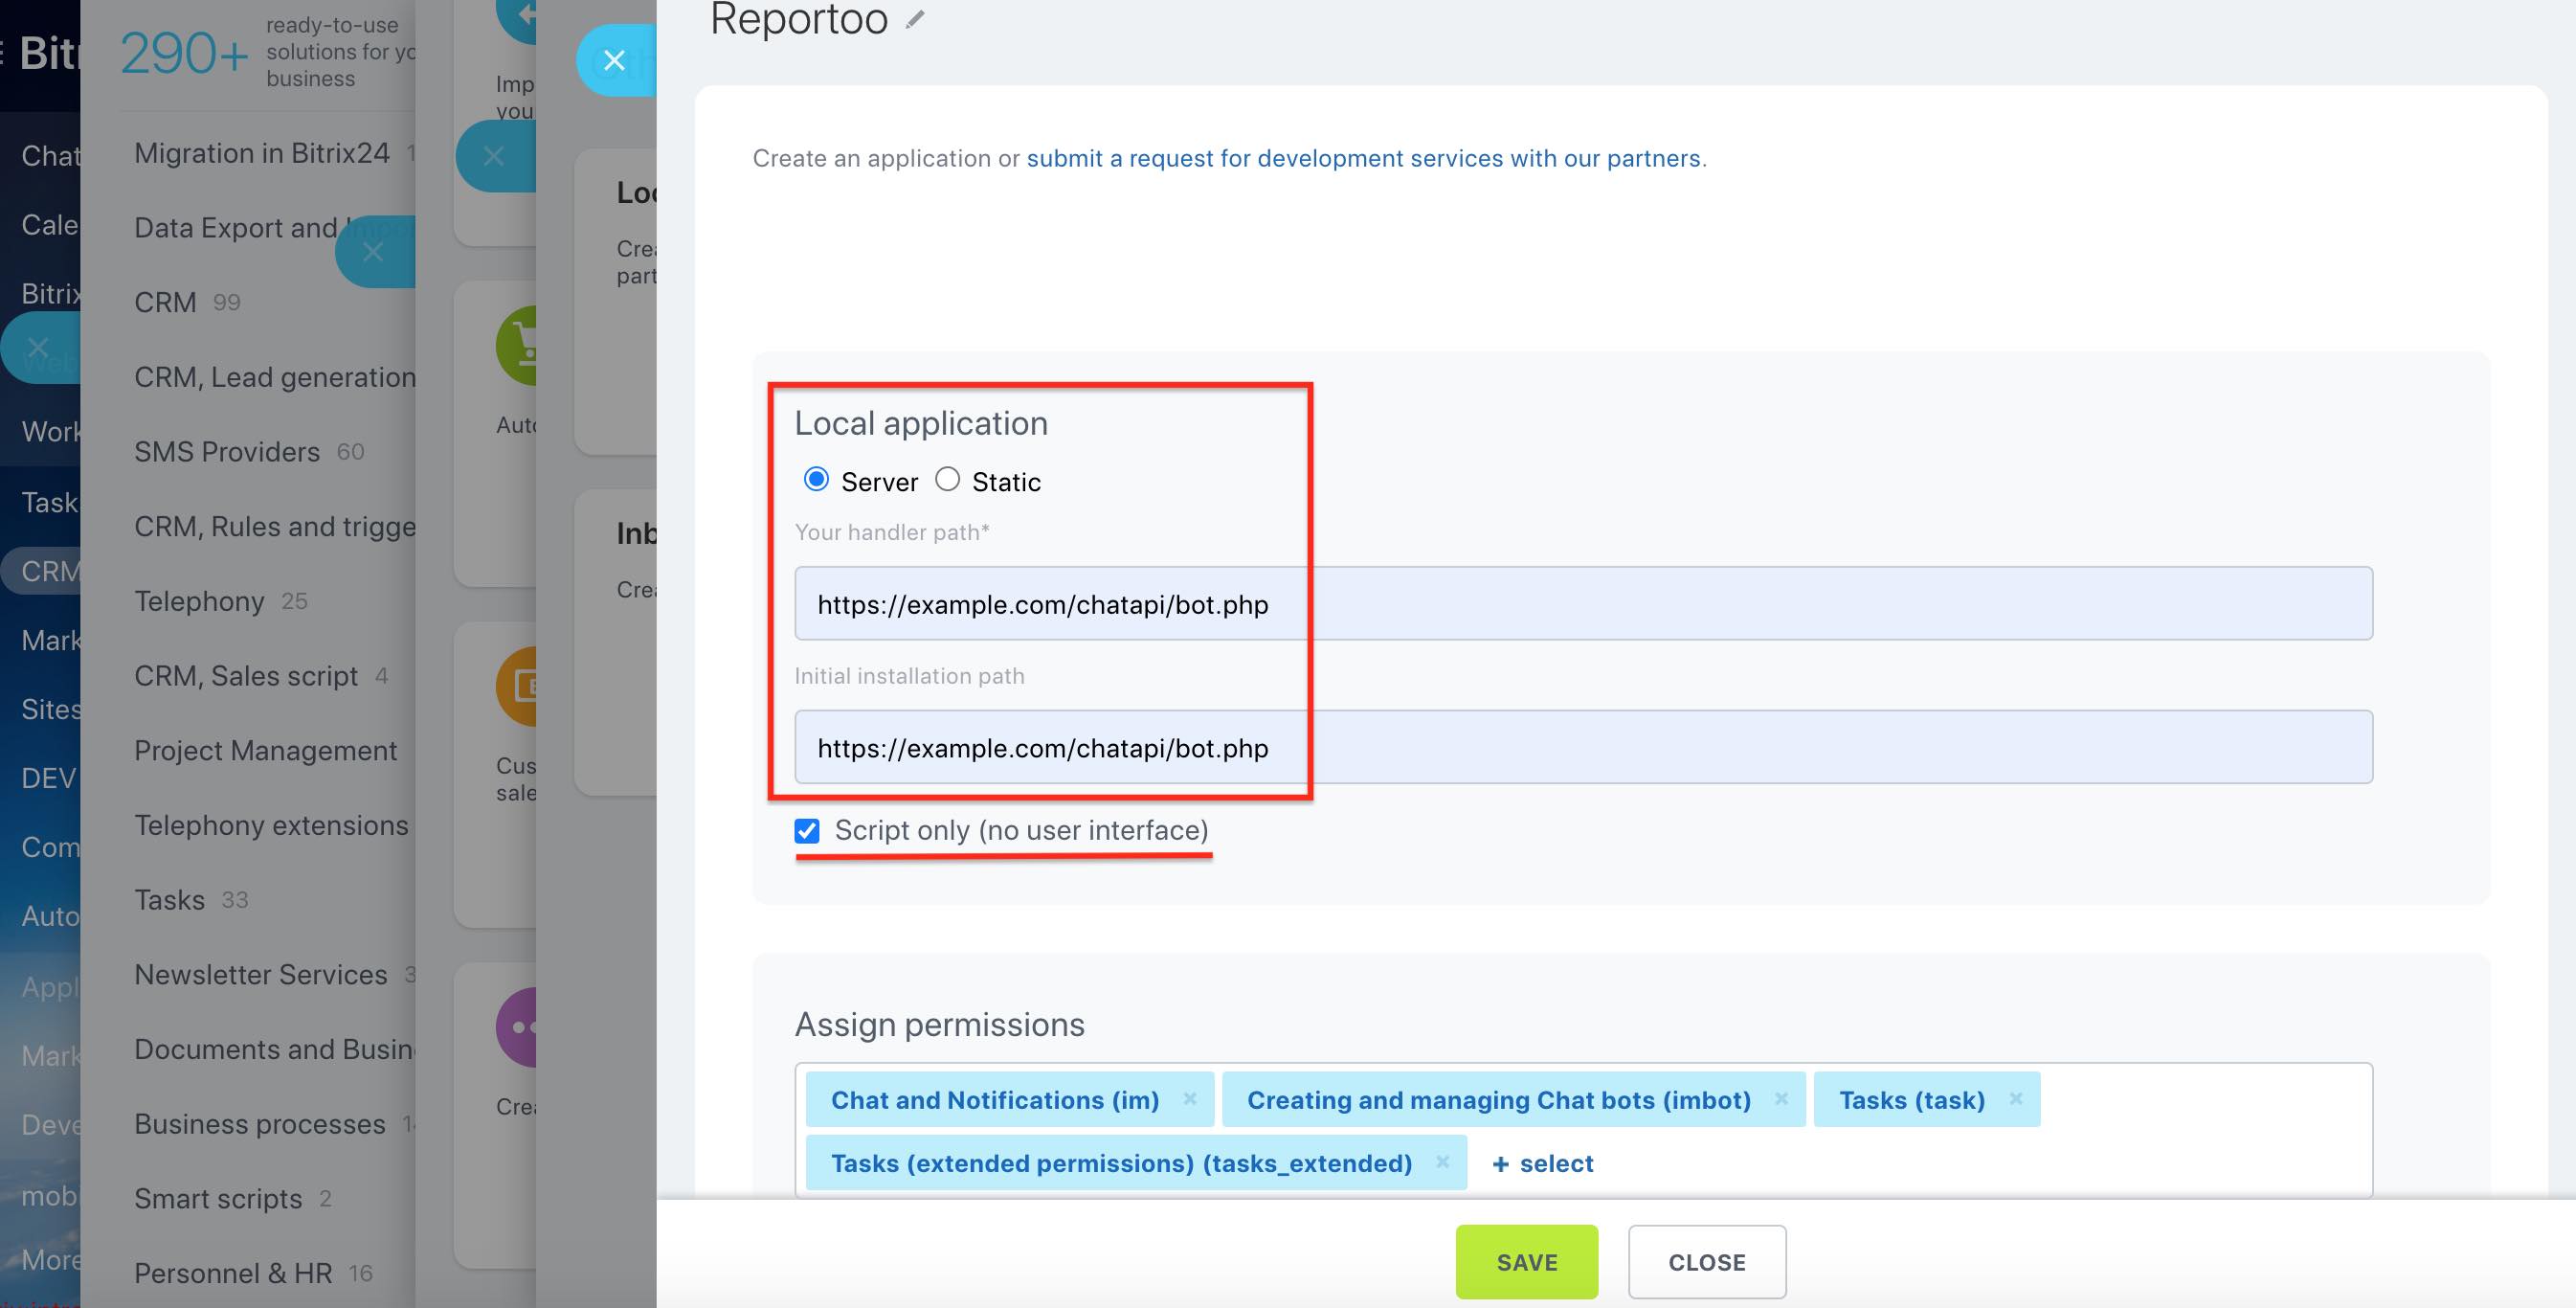 Bitr
Chat
Cale
Bitrix
Web
Work
Task
CRM
Mark
Sites
DEV
Com
Auto
Appl
Mark
Deve
mobi
More
290+
ready-to-use
solutions for yo
business
Migration in Bitrix24 1
Data Export and Impor
CRM 99
CRM, Lead generation
SMS Providers 60
CRM, Rules and trigge
Telephony 25
CRM, Sales script 4
Project Management
Telephony extensions
Tasks 33
Newsletter Services 3
Documents and Busine
Business processes 14
Smart scripts 2
Personnel & HR 16
Imp
your
Auto
Cus
sale
Crea
Loc
Crea
part
Inb
Crea
Reportoo
Create an application or submit a request for development services with our partners.
Local application
Server Static
Your handler path*
https://example.com/chatapi/bot.php
Initial installation path
https://example.com/chatapi/bot.php
Script only (no user interface)
Assign permissions
Chat and Notifications (im) × Creating and managing Chat bots (imbot) × Tasks (task) ×
Tasks (extended permissions) (tasks_extended) × + select
SAVE CLOSE